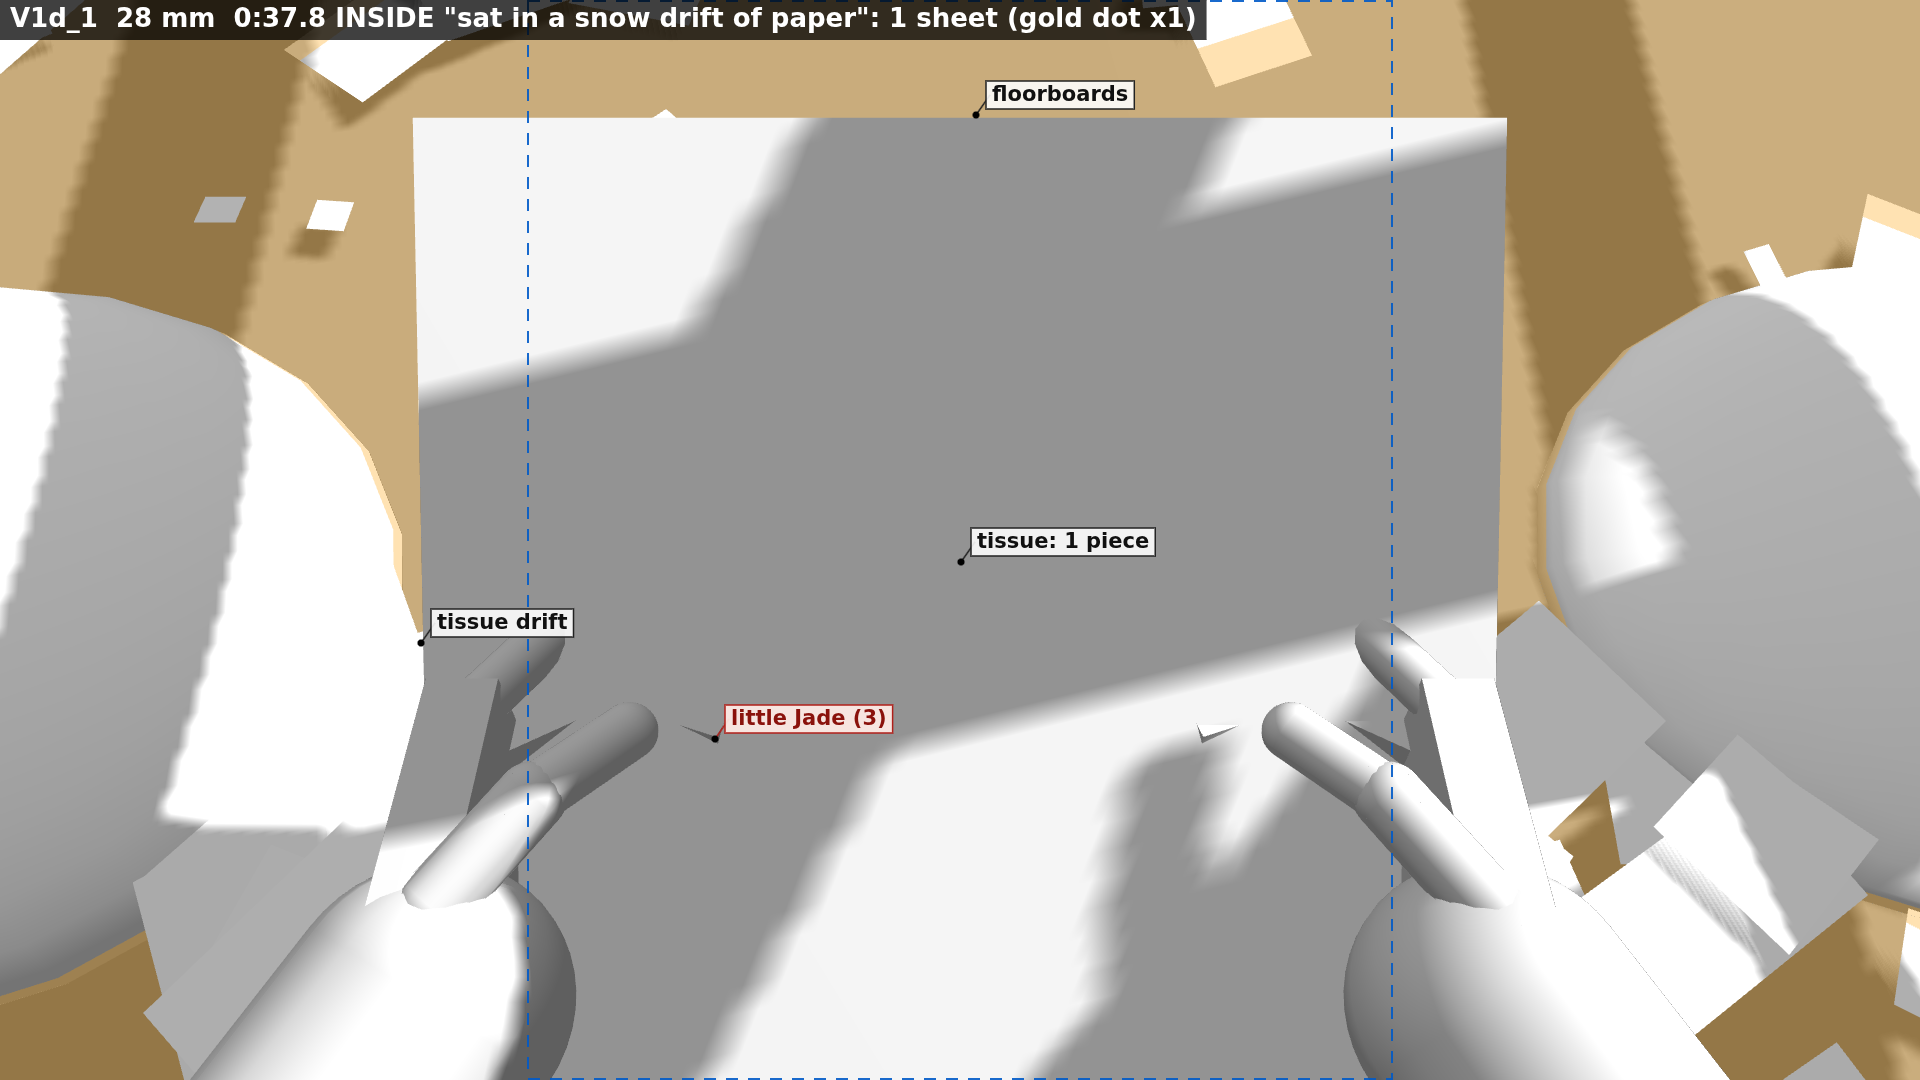 V1d_1  28 mm  0:37.8 INSIDE "sat in a snow drift of paper": 1 sheet (gold dot x1)
floorboards
tissue: 1 piece
tissue drift
little Jade (3)